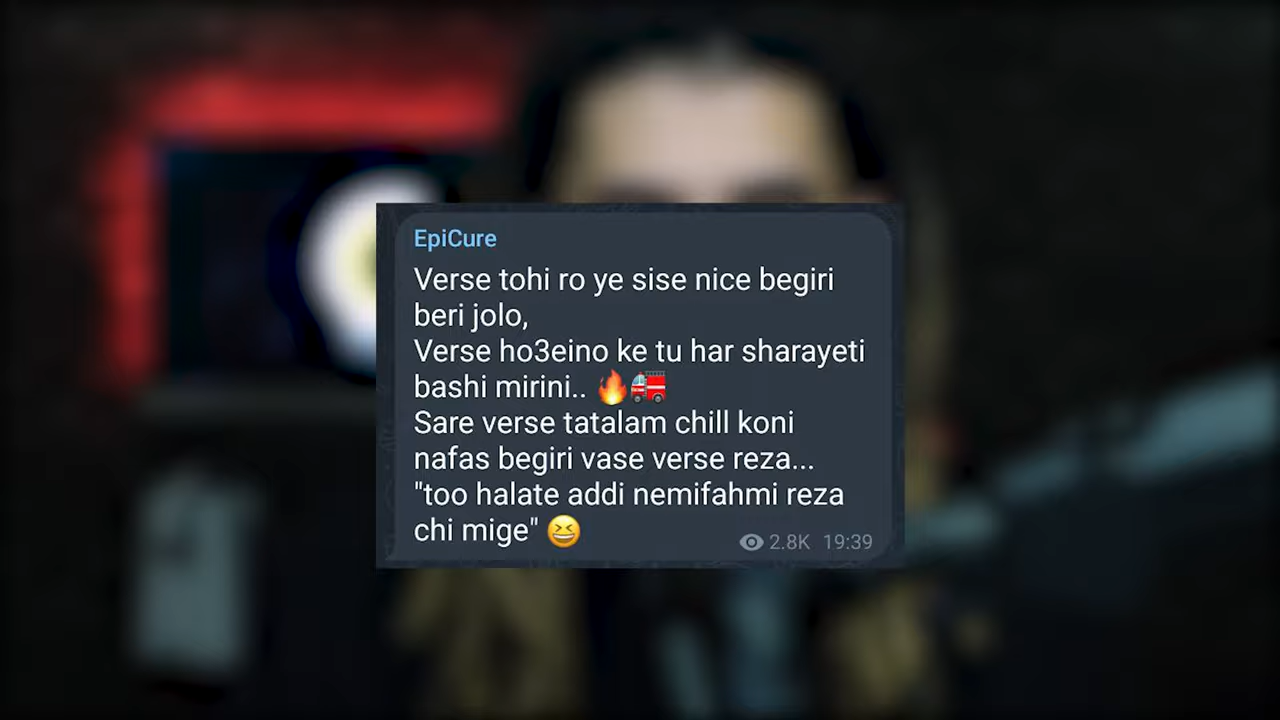 EpiCure
Verse tohi ro ye sise nice begiri
beri jolo,
Verse ho3eino ke tu har sharayeti
bashi mirini.. 🔥🚒
Sare verse tatalam chill koni
nafas begiri vase verse reza...
"too halate addi nemifahmi reza
chi mige" 😆
2.8K 19:39